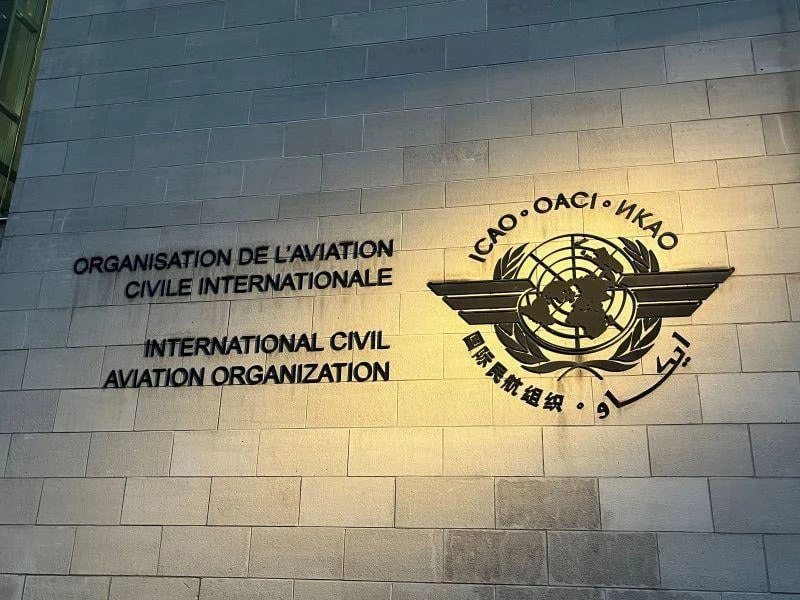 ORGANISATION DE L'AVIATION
CIVILE INTERNATIONALE
INTERNATIONAL CIVIL
AVIATION ORGANIZATION
ICAO · OACI · ИКАО
国际民航组织 · ايكاو